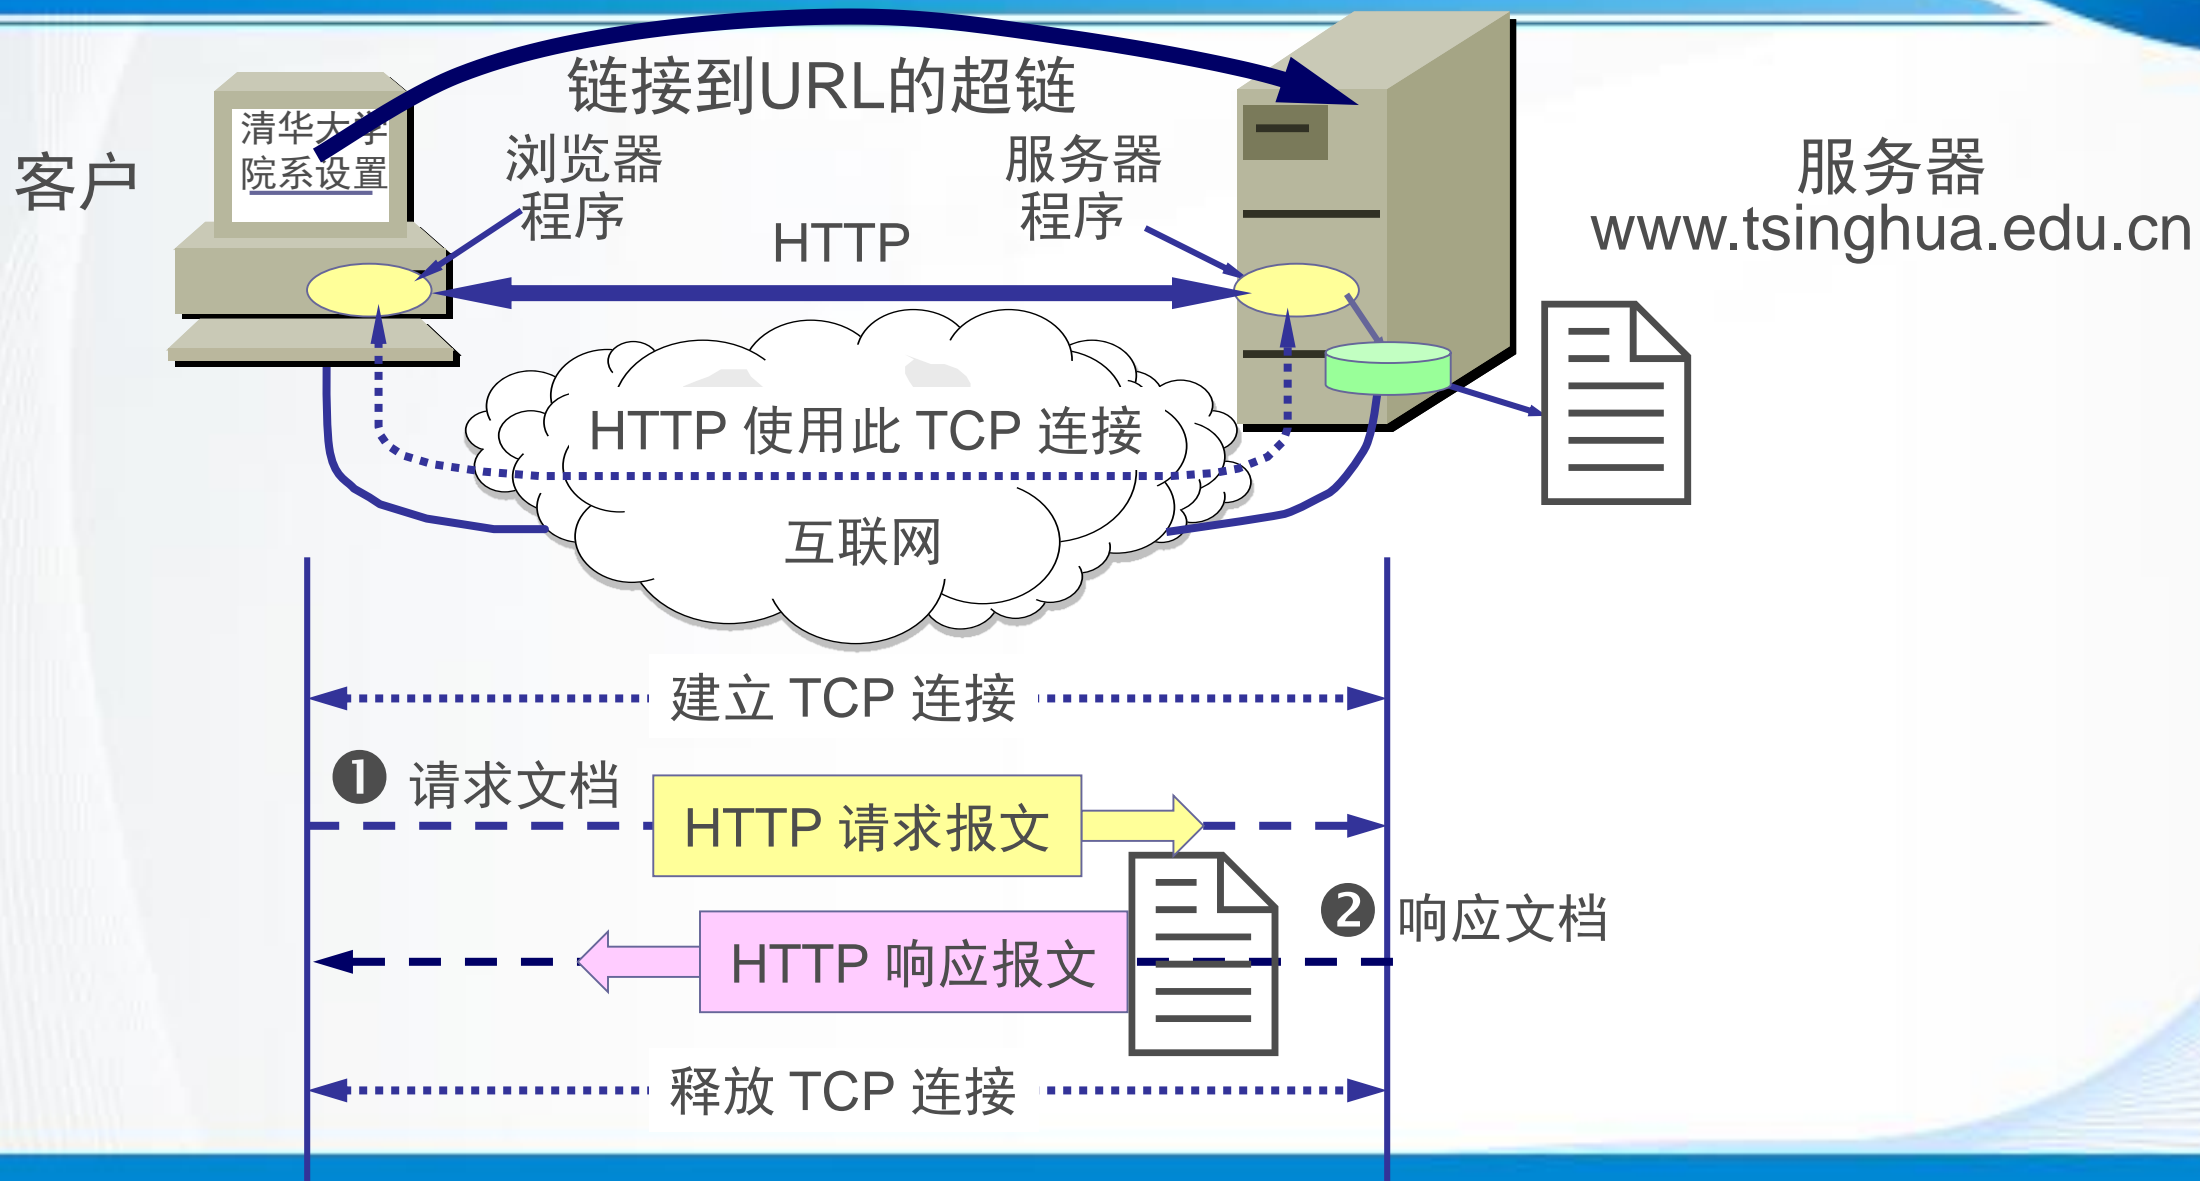 链接到URL的超链
清华大学
院系设置
客户
浏览器
程序
服务器
程序
HTTP
服务器
www.tsinghua.edu.cn
HTTP 使用此 TCP 连接
互联网
建立 TCP 连接
❶ 请求文档
HTTP 请求报文
❷ 响应文档
HTTP 响应报文
释放 TCP 连接